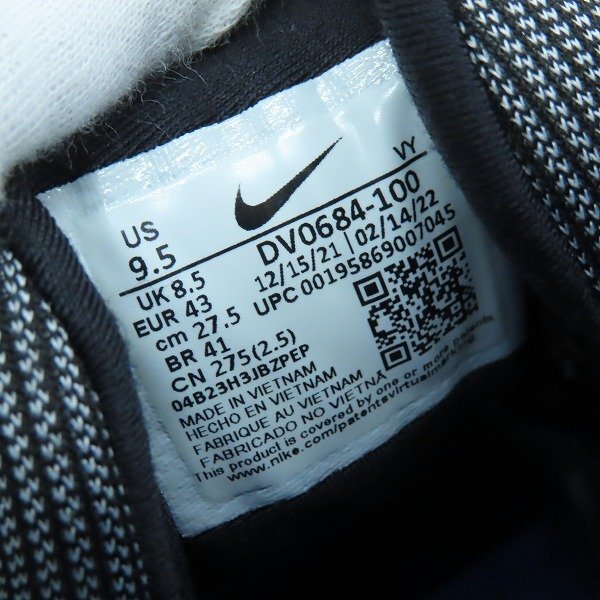 VY
US
9.5
UK 8.5
EUR 43
cm 27.5
BR 41
CN 275(2.5)
DV0684-100
12/15/21 | 02/14/22
UPC 00195869007045
04B23H3JBZPEP
MADE IN VIETNAM
HECHO EN VIETNAM
FABRIQUE AU VIETNAM
FABRICADO NO VIETNA
This product is covered by one or more patents
www.nike.com/patentsvirtualmarking